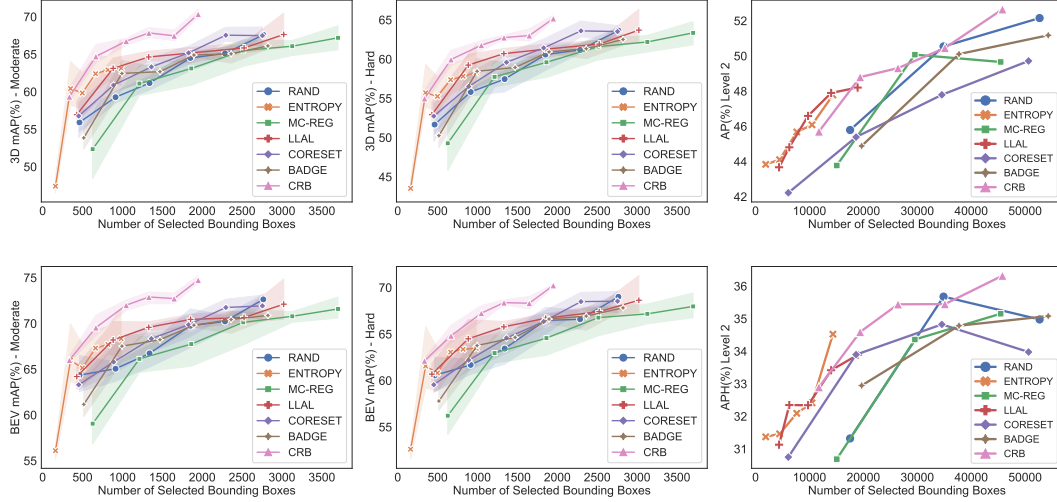 3D mAP(%) - Moderate
70
65
60
55
50
0 500 1000 1500 2000 2500 3000 3500
Number of Selected Bounding Boxes
RAND
ENTROPY
MC-REG
LLAL
CORESET
BADGE
CRB
3D mAP(%) - Hard
65
60
55
50
45
0 500 1000 1500 2000 2500 3000 3500
Number of Selected Bounding Boxes
RAND
ENTROPY
MC-REG
LLAL
CORESET
BADGE
CRB
AP(%) Level 2
52
50
48
46
44
42
0 10000 20000 30000 40000 50000
Number of Selected Bounding Boxes
RAND
ENTROPY
MC-REG
LLAL
CORESET
BADGE
CRB
BEV mAP(%) - Moderate
75
70
65
60
55
0 500 1000 1500 2000 2500 3000 3500
Number of Selected Bounding Boxes
RAND
ENTROPY
MC-REG
LLAL
CORESET
BADGE
CRB
BEV mAP(%) - Hard
70
65
60
55
0 500 1000 1500 2000 2500 3000 3500
Number of Selected Bounding Boxes
RAND
ENTROPY
MC-REG
LLAL
CORESET
BADGE
CRB
APH(%) Level 2
36
35
34
33
32
31
0 10000 20000 30000 40000 50000
Number of Selected Bounding Boxes
RAND
ENTROPY
MC-REG
LLAL
CORESET
BADGE
CRB